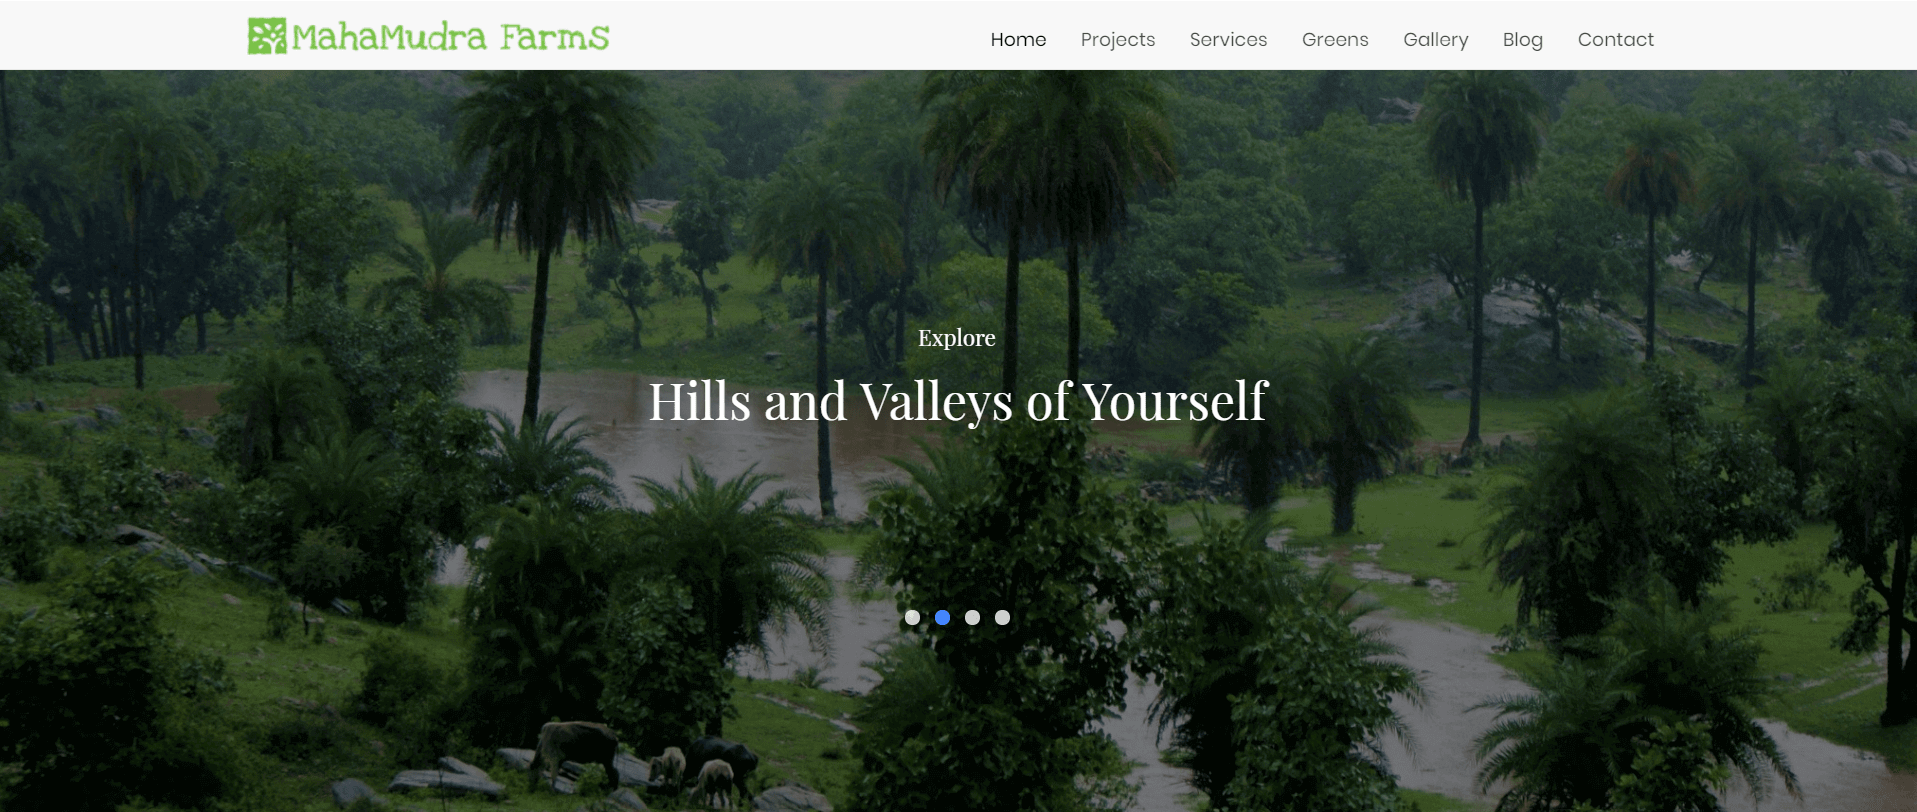 MahaMudra Farms
Home Projects Services Greens Gallery Blog Contact
Explore
Hills and Valleys of Yourself